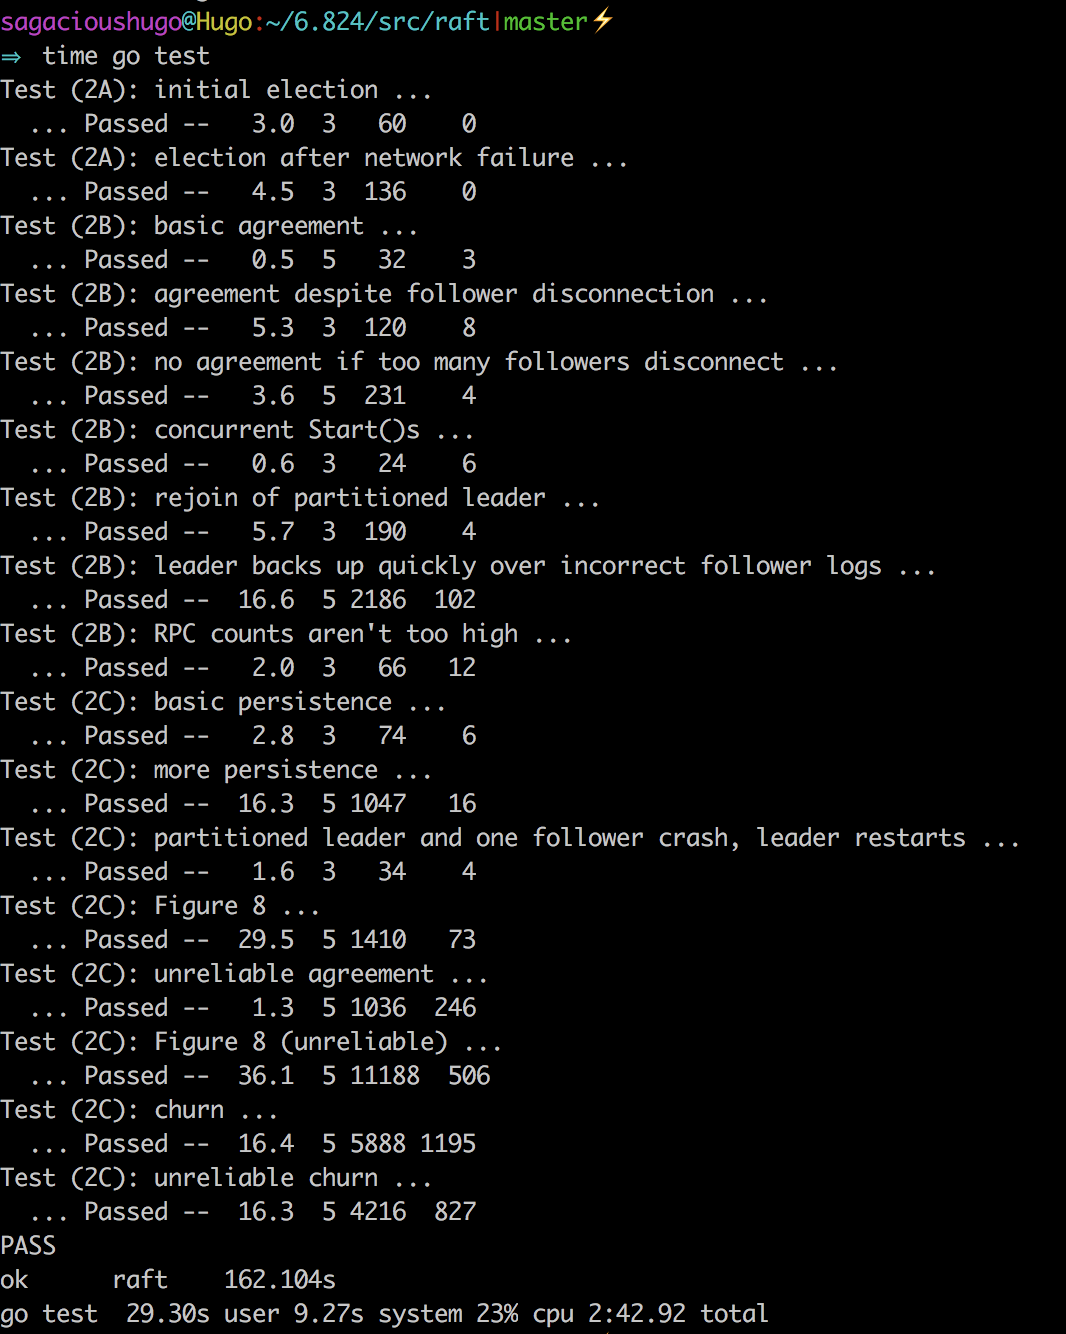 sagacioushugo@Hugo:~/6.824/src/raft|master⚡
⇒  time go test
Test (2A): initial election ...
  ... Passed --   3.0  3   60    0
Test (2A): election after network failure ...
  ... Passed --   4.5  3  136    0
Test (2B): basic agreement ...
  ... Passed --   0.5  5   32    3
Test (2B): agreement despite follower disconnection ...
  ... Passed --   5.3  3  120    8
Test (2B): no agreement if too many followers disconnect ...
  ... Passed --   3.6  5  231    4
Test (2B): concurrent Start()s ...
  ... Passed --   0.6  3   24    6
Test (2B): rejoin of partitioned leader ...
  ... Passed --   5.7  3  190    4
Test (2B): leader backs up quickly over incorrect follower logs ...
  ... Passed --  16.6  5 2186  102
Test (2B): RPC counts aren't too high ...
  ... Passed --   2.0  3   66   12
Test (2C): basic persistence ...
  ... Passed --   2.8  3   74    6
Test (2C): more persistence ...
  ... Passed --  16.3  5 1047   16
Test (2C): partitioned leader and one follower crash, leader restarts ...
  ... Passed --   1.6  3   34    4
Test (2C): Figure 8 ...
  ... Passed --  29.5  5 1410   73
Test (2C): unreliable agreement ...
  ... Passed --   1.3  5 1036  246
Test (2C): Figure 8 (unreliable) ...
  ... Passed --  36.1  5 11188  506
Test (2C): churn ...
  ... Passed --  16.4  5 5888 1195
Test (2C): unreliable churn ...
  ... Passed --  16.3  5 4216  827
PASS
ok      raft    162.104s
go test  29.30s user 9.27s system 23% cpu 2:42.92 total